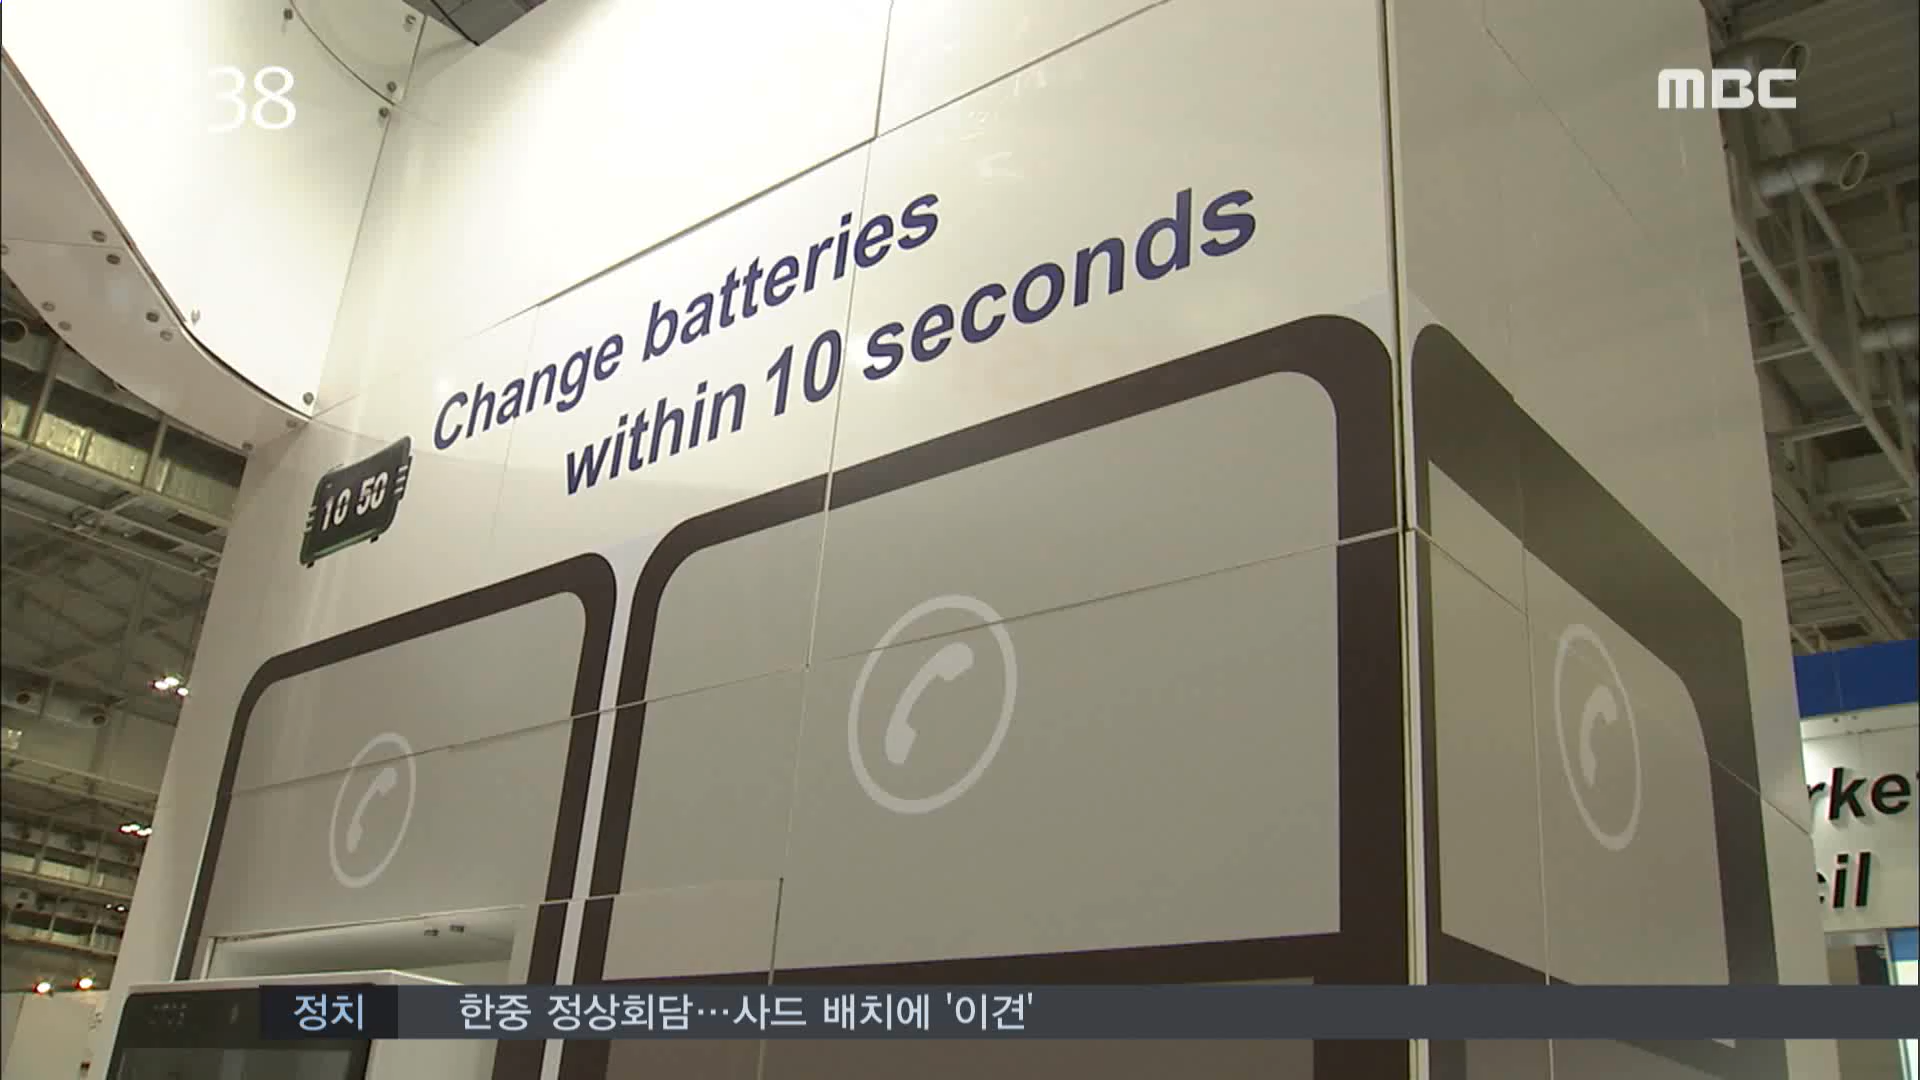 38
MBC
Change batteries
within 10 seconds
10 50
정치
한중 정상회담…사드 배치에 '이견'